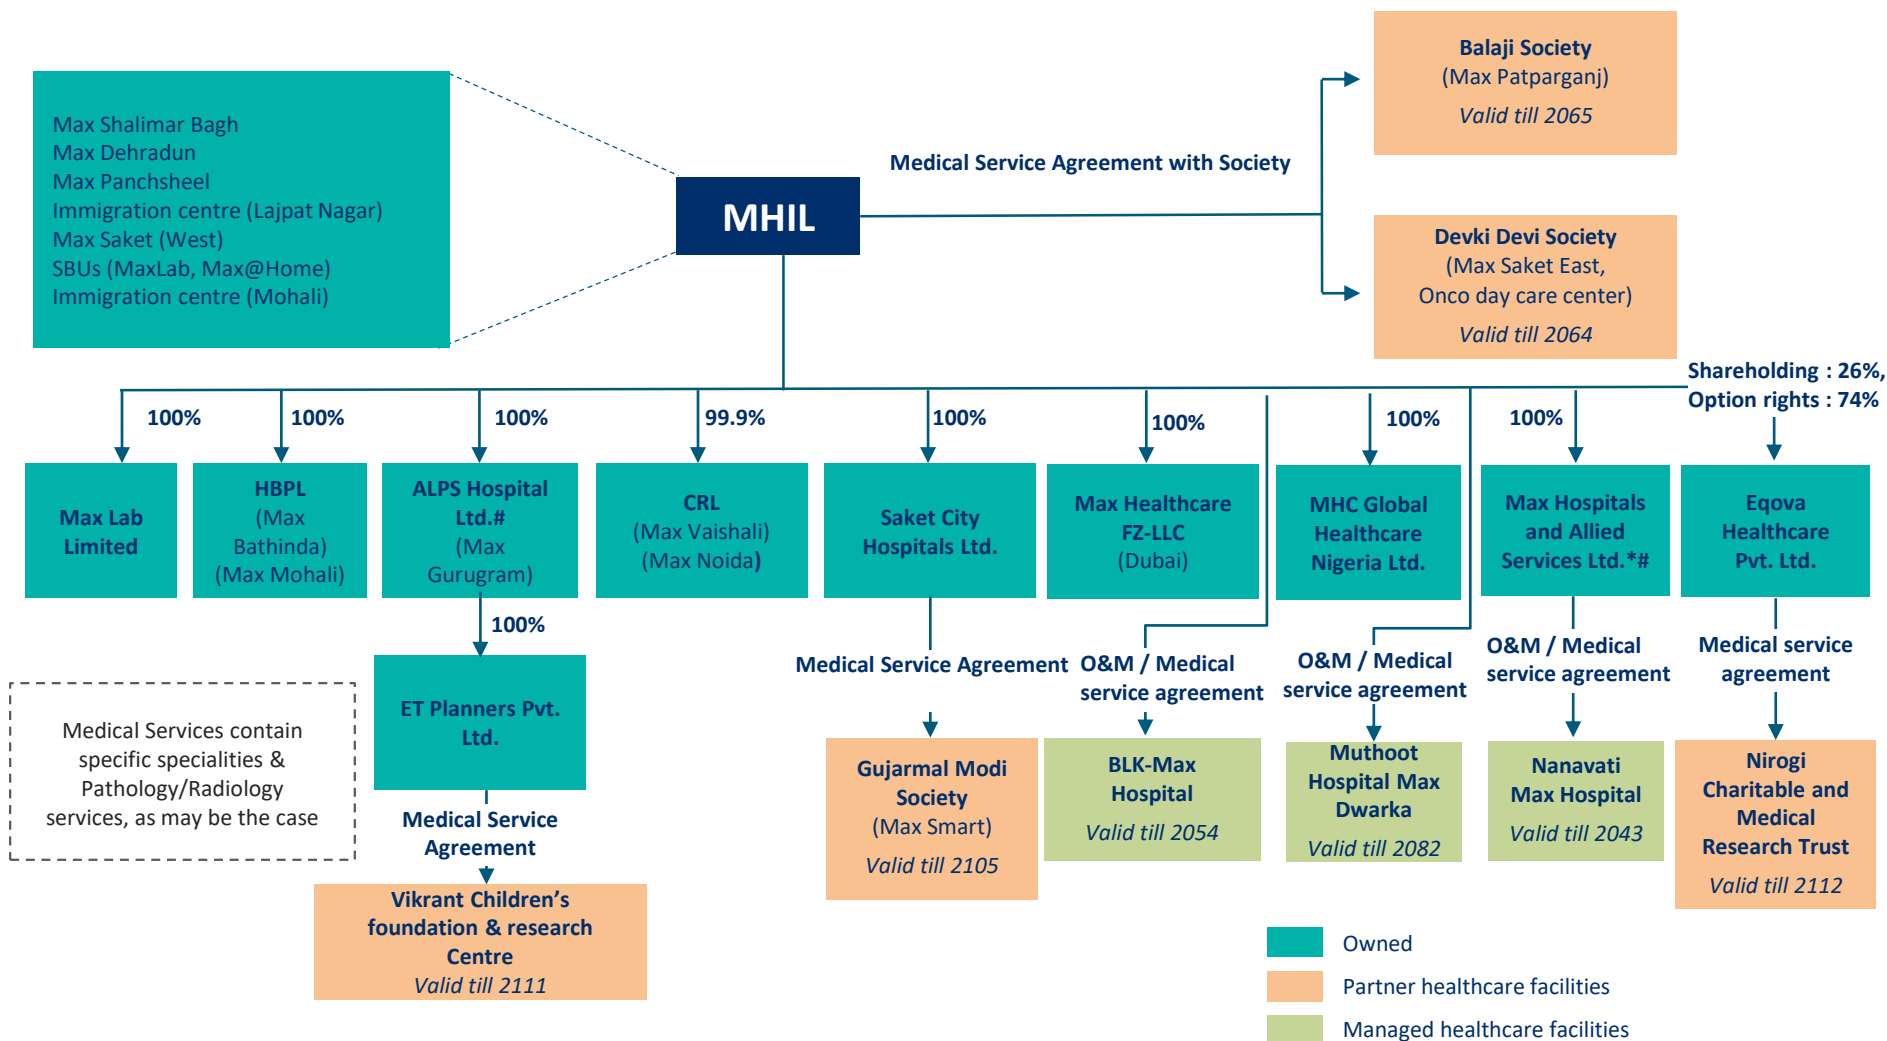 Balaji Society
(Max Patparganj)
Valid till 2065
Max Shalimar Bagh
Max Dehradun
Max Panchsheel
Immigration centre (Lajpat Nagar)
Max Saket (West)
SBUs (MaxLab, Max@Home)
Immigration centre (Mohali)
MHIL
Medical Service Agreement with Society
Devki Devi Society
(Max Saket East,
Onco day care center)
Valid till 2064
Shareholding : 26%,
Option rights : 74%
100%
100%
100%
99.9%
100%
100%
100%
100%
Max Lab
Limited
HBPL
(Max
Bathinda)
(Max Mohali)
ALPS Hospital
Ltd.#
(Max
Gurugram)
CRL
(Max Vaishali)
(Max Noida)
Saket City
Hospitals Ltd.
Max Healthcare
FZ-LLC
(Dubai)
MHC Global
Healthcare
Nigeria Ltd.
Max Hospitals
and Allied
Services Ltd.*#
Eqova
Healthcare
Pvt. Ltd.
100%
Medical Service Agreement
O&M / Medical
service agreement
O&M / Medical
service agreement
O&M / Medical
service agreement
Medical service
agreement
ET Planners Pvt.
Ltd.
Medical Services contain
specific specialities &
Pathology/Radiology
services, as may be the case
Medical Service
Agreement
Vikrant Children’s
foundation & research
Centre
Valid till 2111
Gujarmal Modi
Society
(Max Smart)
Valid till 2105
BLK-Max
Hospital
Valid till 2054
Muthoot
Hospital Max
Dwarka
Valid till 2082
Nanavati
Max Hospital
Valid till 2043
Nirogi
Charitable and
Medical
Research Trust
Valid till 2112
Owned
Partner healthcare facilities
Managed healthcare facilities